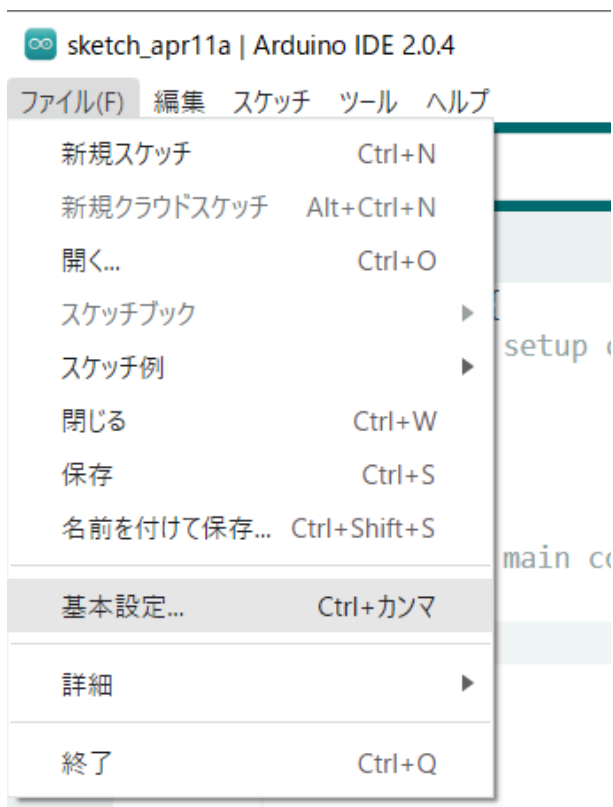 sketch_apr11a | Arduino IDE 2.0.4
ファイル(F) 編集 スケッチ ツール ヘルプ
新規スケッチ Ctrl+N
新規クラウドスケッチ Alt+Ctrl+N
開く... Ctrl+O
スケッチブック
スケッチ例
閉じる Ctrl+W
保存 Ctrl+S
名前を付けて保存... Ctrl+Shift+S
基本設定... Ctrl+カンマ
詳細
終了 Ctrl+Q
setup
main